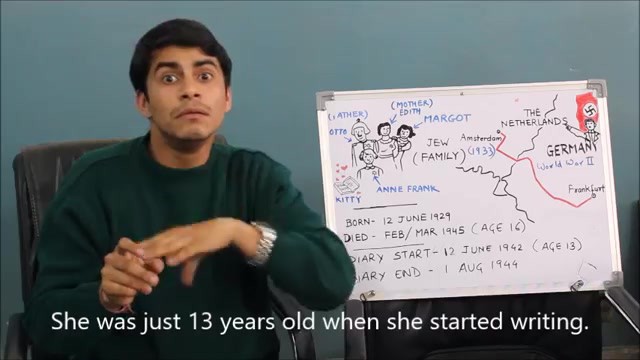 (FATHER)
OTTO
(MOTHER)
EDITH
MARGOT
JEW
(FAMILY)
ANNE FRANK
KITTY
THE
NETHERLANDS
Amsterdam
(1933)
GERMANY
World War II
Frankfurt
BORN- 12 JUNE 1929
DIED - FEB/MAR 1945 (AGE 16)
DIARY START- 12 JUNE 1942 (AGE 13)
DIARY END - 1 AUG 1944
She was just 13 years old when she started writing.